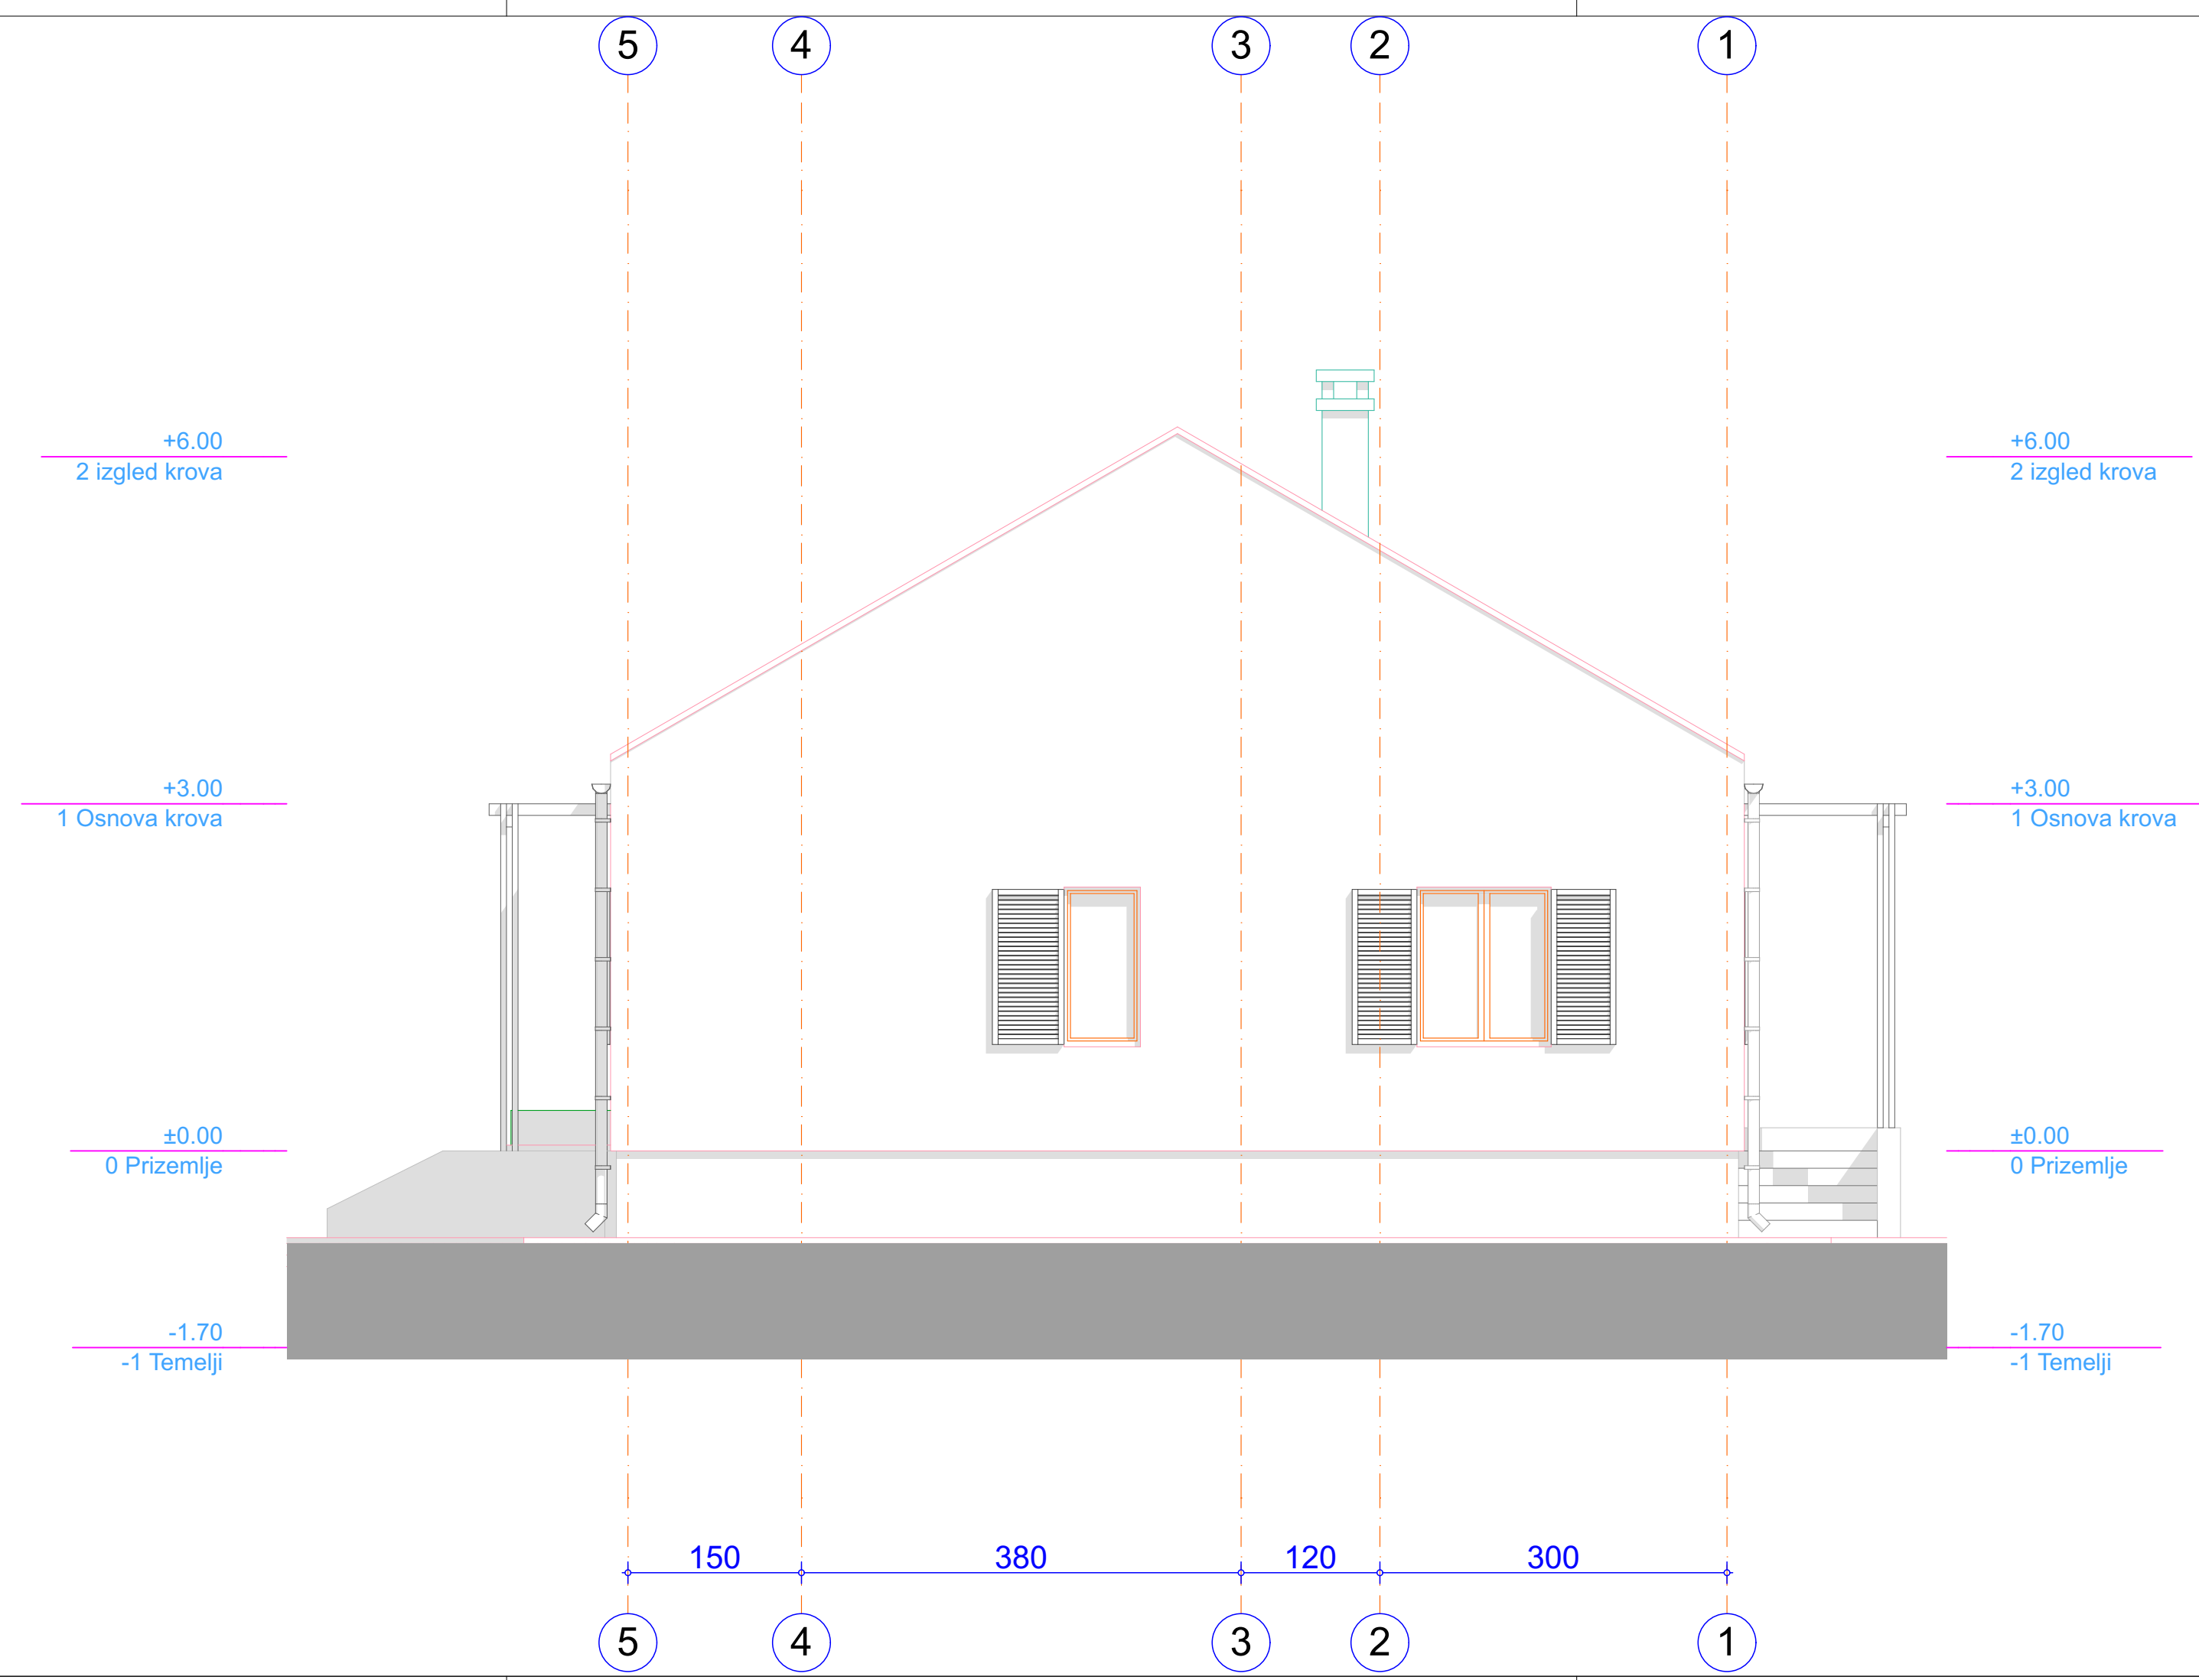 5 4 3 2 1
+6.00 +6.00
2 izgled krova 2 izgled krova
+3.00 +3.00
1 Osnova krova 1 Osnova krova
±0.00 ±0.00
0 Prizemlje 0 Prizemlje
-1.70 -1.70
-1 Temelji -1 Temelji
150 380 120 300
5 4 3 2 1